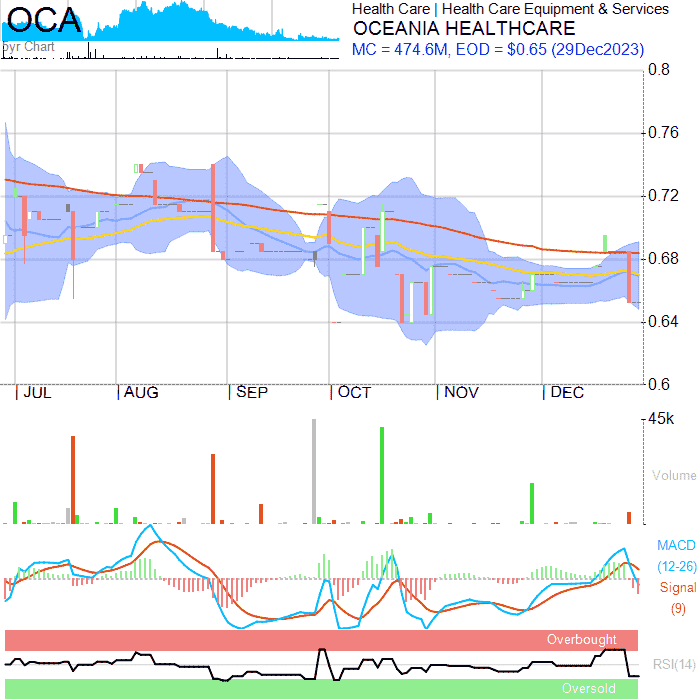 OCA
5yr Chart
Health Care | Health Care Equipment & Services
OCEANIA HEALTHCARE
MC = 474.6M, EOD = $0.65 (29Dec2023)
0.8
0.76
0.72
0.68
0.64
0.6
JUL AUG SEP OCT NOV DEC
45k
Volume
MACD
(12-26)
Signal
(9)
Overbought
RSI(14)
Oversold